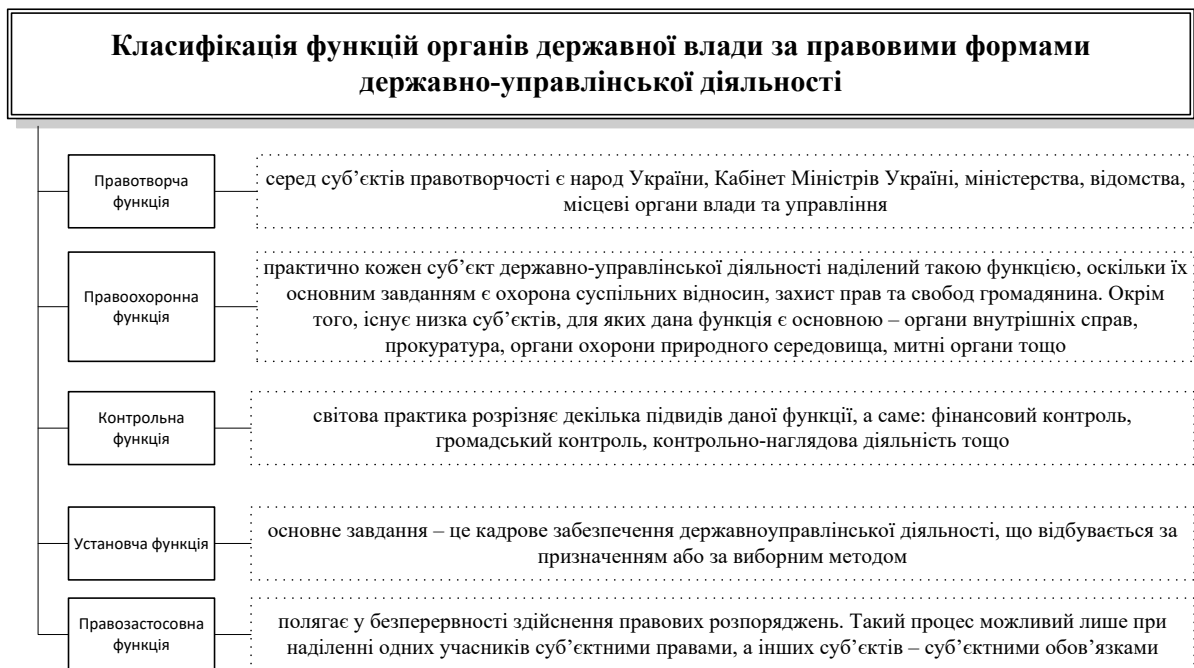 Класифікація функцій органів державної влади за правовими формами
державно-управлінської діяльності
Правотворча
функція
серед суб’єктів правотворчості є народ України, Кабінет Міністрів Україні, міністерства, відомства,
місцеві органи влади та управління
Правоохоронна
функція
практично кожен суб’єкт державно-управлінської діяльності наділений такою функцією, оскільки їх
основним завданням є охорона суспільних відносин, захист прав та свобод громадянина. Окрім
того, існує низка суб’єктів, для яких дана функція є основною – органи внутрішніх справ,
прокуратура, органи охорони природного середовища, митні органи тощо
Контрольна
функція
світова практика розрізняє декілька підвидів даної функції, а саме: фінансовий контроль,
громадський контроль, контрольно-наглядова діяльність тощо
Установча функція
основне завдання – це кадрове забезпечення державноуправлінської діяльності, що відбувається за
призначенням або за виборним методом
Правозастосовна
функція
полягає у безперервності здійснення правових розпоряджень. Такий процес можливий лише при
наділенні одних учасників суб’єктними правами, а інших суб’єктів – суб’єктними обов’язками